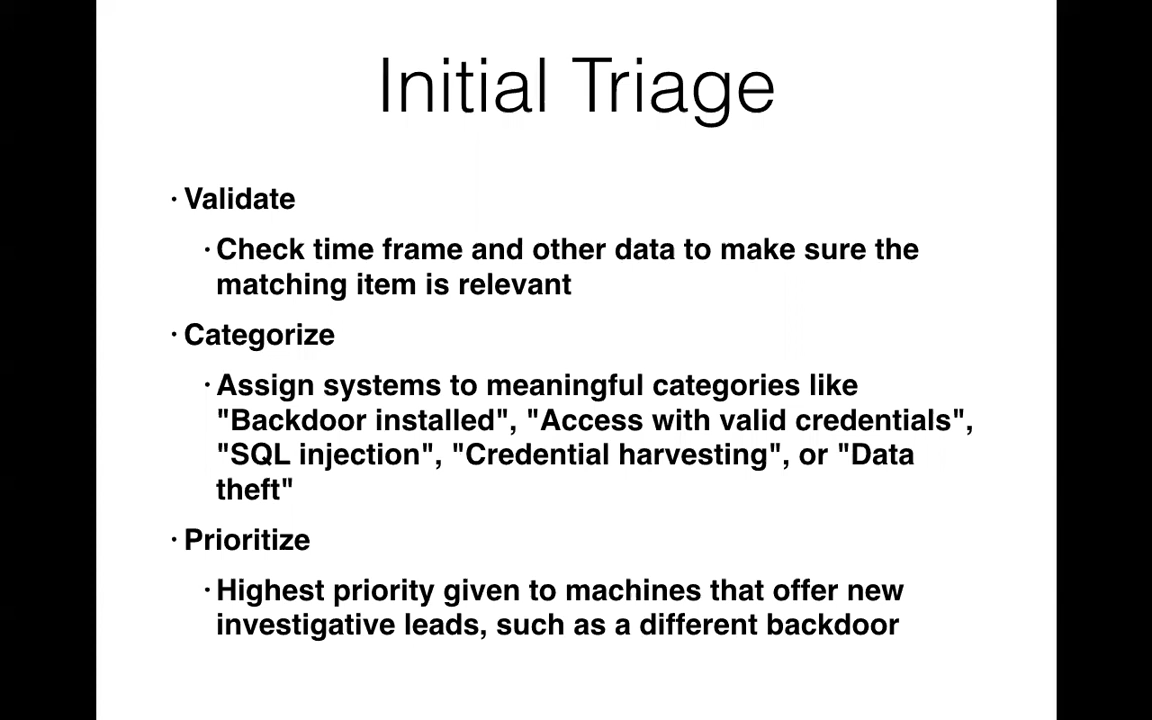 Initial Triage
· Validate
· Check time frame and other data to make sure the
matching item is relevant
· Categorize
· Assign systems to meaningful categories like
"Backdoor installed", "Access with valid credentials",
"SQL injection", "Credential harvesting", or "Data
theft"
· Prioritize
· Highest priority given to machines that offer new
investigative leads, such as a different backdoor